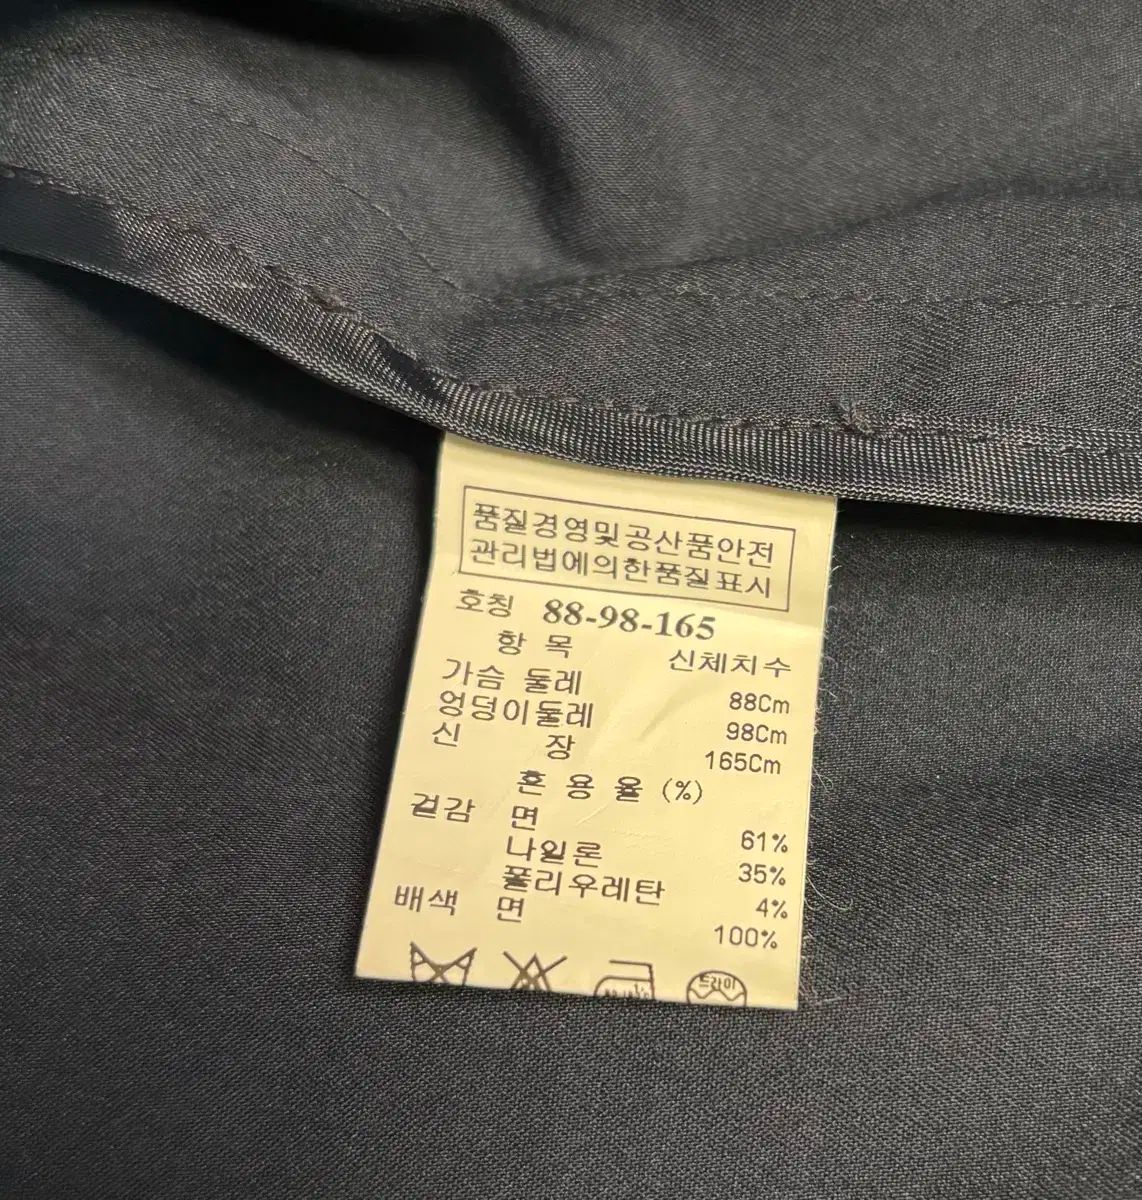 품질경영및공산품안전
관리법에의한품질표시
호칭 88-98-165
항 목 신체치수
가슴 둘레 88Cm
엉덩이둘레 98Cm
신 장 165Cm
혼 용 율 (%)
겉감 면 61%
나일론 35%
폴리우레탄 4%
배색 면 100%
드라이